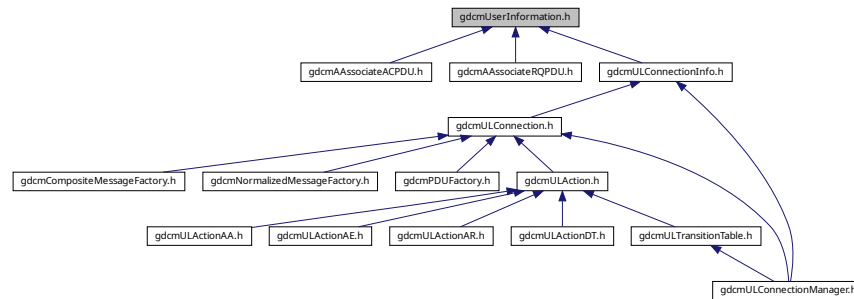 gdcmUserInformation.h
gdcmAAssociateACPDU.h
gdcmAAssociateRQPDU.h
gdcmULConnectionInfo.h
gdcmULConnection.h
gdcmCompositeMessageFactory.h
gdcmNormalizedMessageFactory.h
gdcmPDUFactory.h
gdcmULAction.h
gdcmULActionAA.h
gdcmULActionAE.h
gdcmULActionAR.h
gdcmULActionDT.h
gdcmULTransitionTable.h
gdcmULConnectionManager.h